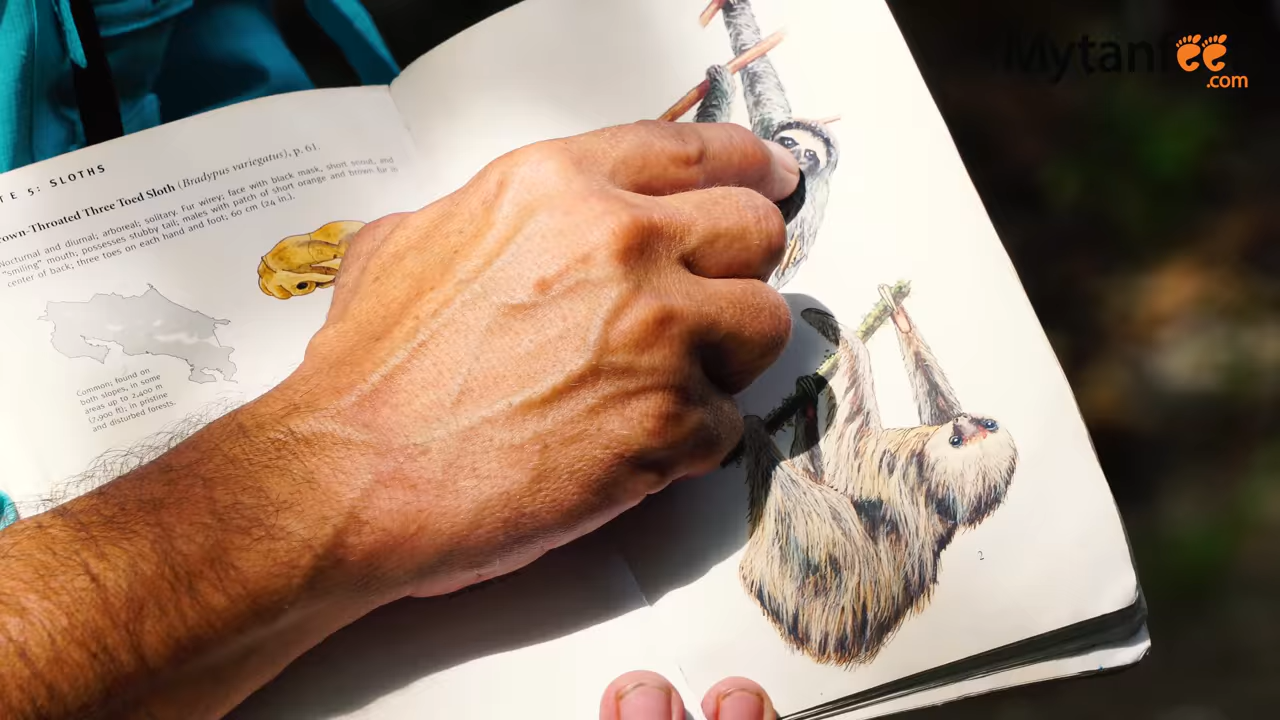 TE 5: SLOTHS
rown-Throated Three Toed Sloth (Bradypus variegatus), p. 61.
Nocturnal and diurnal; arboreal; solitary. Fur wirey; face with black mask, short snout, and
"smiling" mouth; possesses stubby tail; males with patch of short orange and brown fur in
center of back; three toes on each hand and foot; 60 cm (24 in.).
Common; found on
both slopes, in some
areas up to 2,400 m
(7,900 ft); in pristine
and disturbed forests.
2
Mytanf
.com